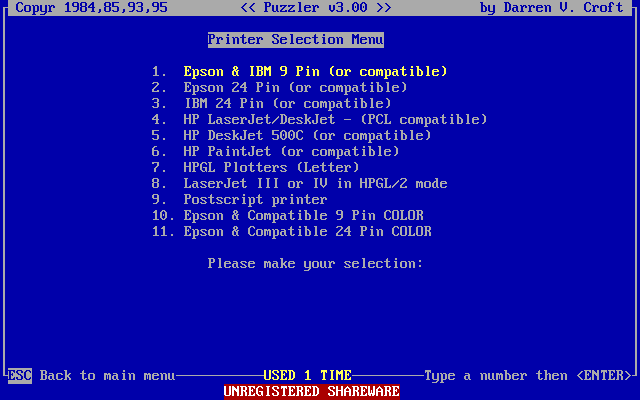 Copyr 1984,85,93,95 << Puzzler v3.00 >> by Darren V. Croft
Printer Selection Menu
1. Epson & IBM 9 Pin (or compatible)
2. Epson 24 Pin (or compatible)
3. IBM 24 Pin (or compatible)
4. HP LaserJet/DeskJet - (PCL compatible)
5. HP DeskJet 500C (or compatible)
6. HP PaintJet (or compatible)
7. HPGL Plotters (Letter)
8. LaserJet III or IV in HPGL/2 mode
9. Postscript printer
10. Epson & Compatible 9 Pin COLOR
11. Epson & Compatible 24 Pin COLOR
Please make your selection:
ESC Back to main menu USED 1 TIME Type a number then <ENTER>
UNREGISTERED SHAREWARE